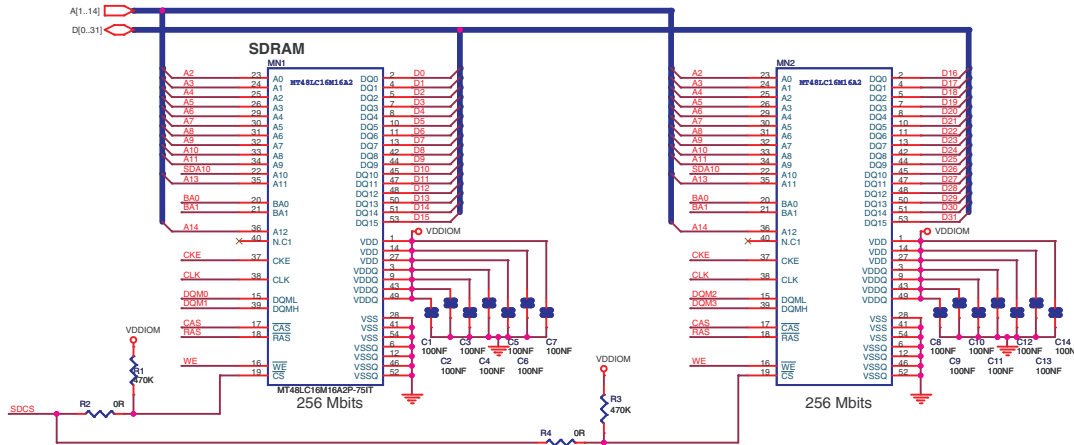 A[1..14]
D[0..31]
SDRAM
MN1
MT48LC16M16A2
A2 23 A0 DQ0 2 D0
A3 24 A1 DQ1 4 D1
A4 25 A2 DQ2 5 D2
A5 26 A3 DQ3 7 D3
A6 29 A4 DQ4 8 D4
A7 30 A5 DQ5 10 D5
A8 31 A6 DQ6 11 D6
A9 32 A7 DQ7 13 D7
A10 33 A8 DQ8 42 D8
A11 34 A9 DQ9 44 D9
SDA10 22 A10 DQ10 45 D10
A13 35 A11 DQ11 47 D11
DQ12 48 D12
BA0 20 BA0 DQ13 50 D13
BA1 21 BA1 DQ14 51 D14
DQ15 53 D15
A14 36 A12
VDDIOM
40 N.C1 VDD 1
VDD 14
CKE 37 CKE VDD 27
VDDQ 3
CLK 38 CLK VDDQ 9
VDDQ 43
DQM0 15 DQML VDDQ 49
DQM1 39 DQMH
VSS 28
CAS 17 CAS VSS 41
RAS 18 RAS VSS 54
VSSQ 6
VSSQ 12
WE 16 WE VSSQ 46
19 CS VSSQ 52
C1 C3 C5 C7
100NF 100NF 100NF 100NF
C2 C4 C6
100NF 100NF 100NF
MT48LC16M16A2P-75IT
256 Mbits
VDDIOM
R1
470K
SDCS
R2 0R
MN2
MT48LC16M16A2
A2 23 A0 DQ0 2 D16
A3 24 A1 DQ1 4 D17
A4 25 A2 DQ2 5 D18
A5 26 A3 DQ3 7 D19
A6 29 A4 DQ4 8 D20
A7 30 A5 DQ5 10 D21
A8 31 A6 DQ6 11 D22
A9 32 A7 DQ7 13 D23
A10 33 A8 DQ8 42 D24
A11 34 A9 DQ9 44 D25
SDA10 22 A10 DQ10 45 D26
A13 35 A11 DQ11 47 D27
DQ12 48 D28
BA0 20 BA0 DQ13 50 D29
BA1 21 BA1 DQ14 51 D30
DQ15 53 D31
A14 36 A12
VDDIOM
40 N.C1 VDD 1
VDD 14
CKE 37 CKE VDD 27
VDDQ 3
CLK 38 CLK VDDQ 9
VDDQ 43
DQM2 15 DQML VDDQ 49
DQM3 39 DQMH
VSS 28
CAS 17 CAS VSS 41
RAS 18 RAS VSS 54
VSSQ 6
VSSQ 12
WE 16 WE VSSQ 46
19 CS VSSQ 52
C8 C10 C12 C14
100NF 100NF 100NF 100NF
C9 C11 C13
100NF 100NF 100NF
256 Mbits
VDDIOM
R3
470K
R4 0R